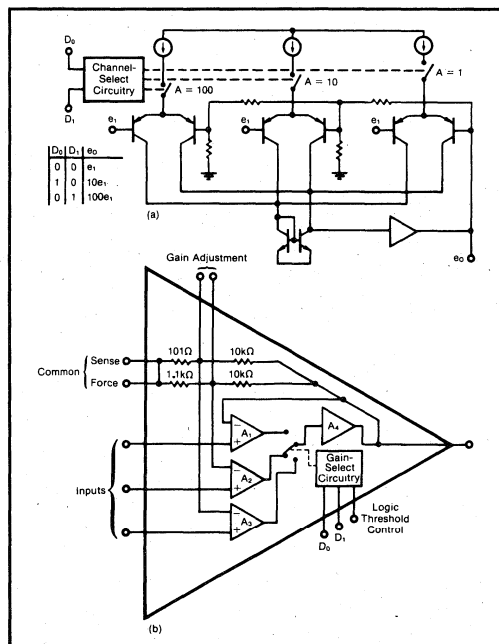 D₀
D₁
Channel-
Select
Circuitry
A = 100
A = 10
A = 1
e₁
e₁
e₁
D₀ D₁ e₀
0 0 e₁
1 0 10e₁
0 1 100e₁
(a)
e₀
Gain Adjustment
Common
Sense
Force
101Ω
10kΩ
1.1kΩ
10kΩ
Inputs
− A₁ +
− A₂ +
− A₃ +
A₄
Gain-
Select
Circuitry
Logic
Threshold
Control
D₀
D₁
(b)